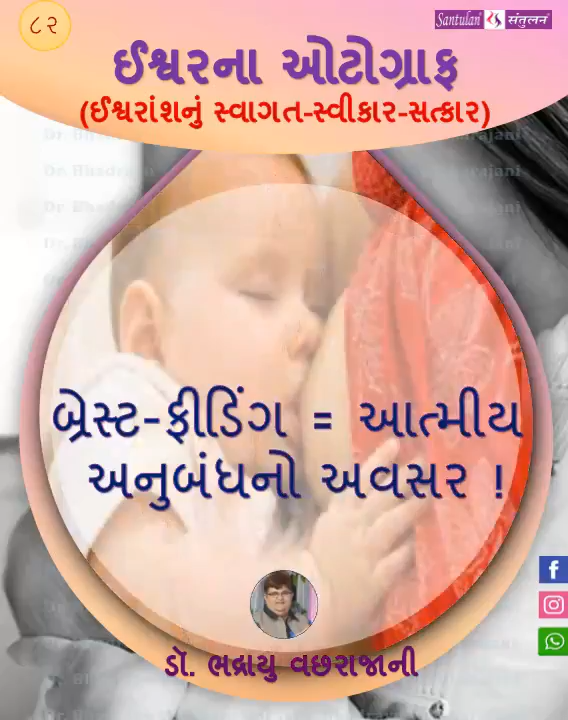 ૮૨
Santulan સંતુલન
ઈશ્વરના ઓટોગ્રાફ
(ઈશ્વરાંશનું સ્વાગત-સ્વીકાર-સત્કાર)
બ્રેસ્ટ-ફીડિંગ = આત્મીય
અનુબંધનો અવસર !
ડૉ. ભદ્રાયુ વછરાજાની